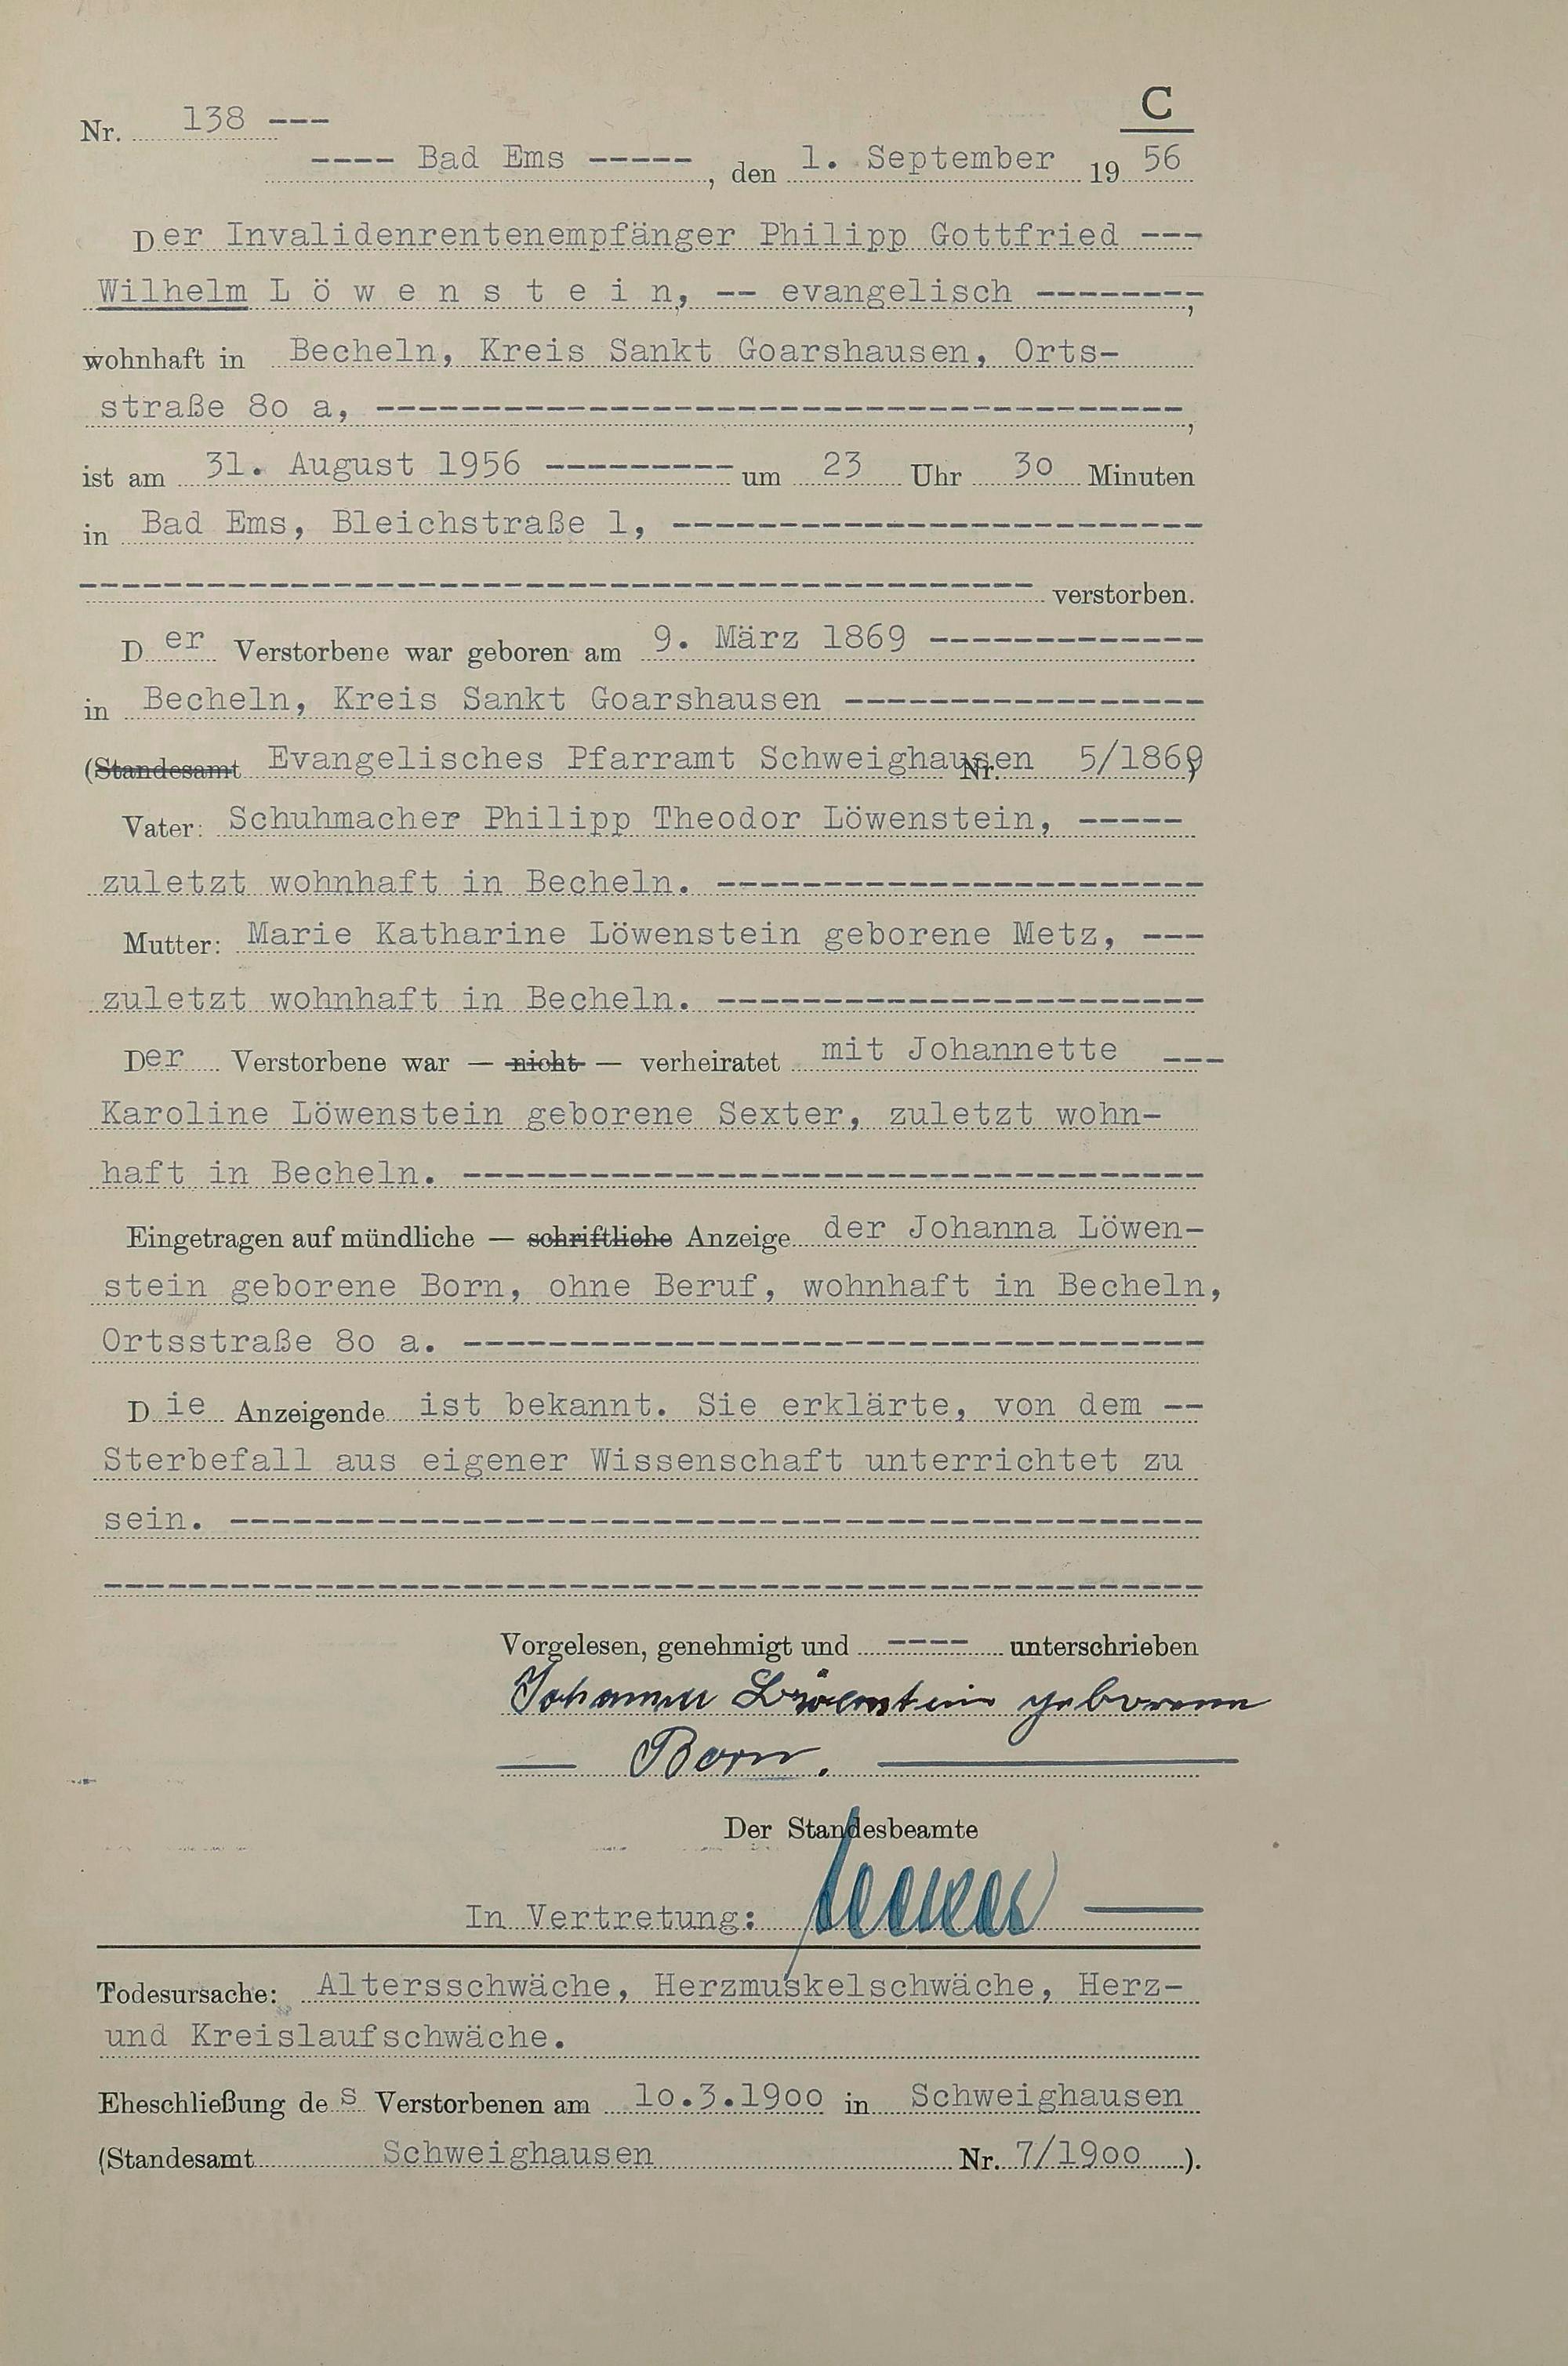 C
Nr. 138 ---
---- Bad Ems -----, den 1. September 1956
Der Invalidenrentenempfänger Philipp Gottfried ---
Wilhelm L ö w e n s t e i n, -- evangelisch --------,
wohnhaft in Becheln, Kreis Sankt Goarshausen, Orts-
straße 80 a, ---------------------------------------,
ist am 31. August 1956 --------- um 23 Uhr 30 Minuten
in Bad Ems, Bleichstraße 1, -------------------------
--------------------------------------------- verstorben.
Der Verstorbene war geboren am 9. März 1869 -------------
in Becheln, Kreis Sankt Goarshausen -----------------
(Standesamt Evangelisches Pfarramt Schweighausen Nr. 5/1869)
Vater: Schuhmacher Philipp Theodor Löwenstein, -----
zuletzt wohnhaft in Becheln. -----------------------
Mutter: Marie Katharine Löwenstein geborene Metz, ---
zuletzt wohnhaft in Becheln. -----------------------
Der Verstorbene war — nicht — verheiratet mit Johannette ---
Karoline Löwenstein geborene Sexter, zuletzt wohn-
haft in Becheln. -----------------------------------
Eingetragen auf mündliche — schriftliche Anzeige der Johanna Löwen-
stein geborene Born, ohne Beruf, wohnhaft in Becheln,
Ortsstraße 80 a. -----------------------------------
Die Anzeigende ist bekannt. Sie erklärte, von dem --
Sterbefall aus eigener Wissenschaft unterrichtet zu
sein. ----------------------------------------------
----------------------------------------------------
Vorgelesen, genehmigt und ---- unterschrieben
Johanna Löwenstein geborene
— Born. —
Der Standesbeamte
In Vertretung:
Todesursache: Altersschwäche, Herzmuskelschwäche, Herz-
und Kreislaufschwäche.
Eheschließung des Verstorbenen am 10.3.1900 in Schweighausen
(Standesamt Schweighausen Nr. 7/1900).